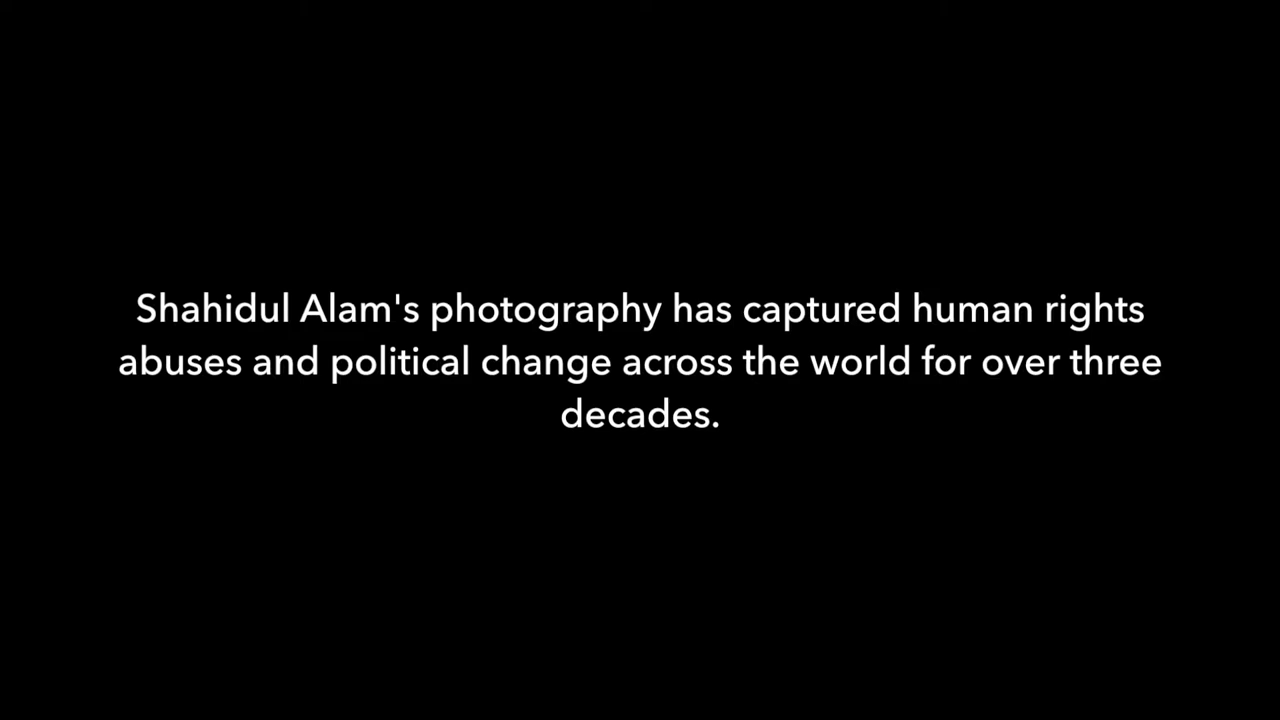 Shahidul Alam's photography has captured human rights
abuses and political change across the world for over three
decades.